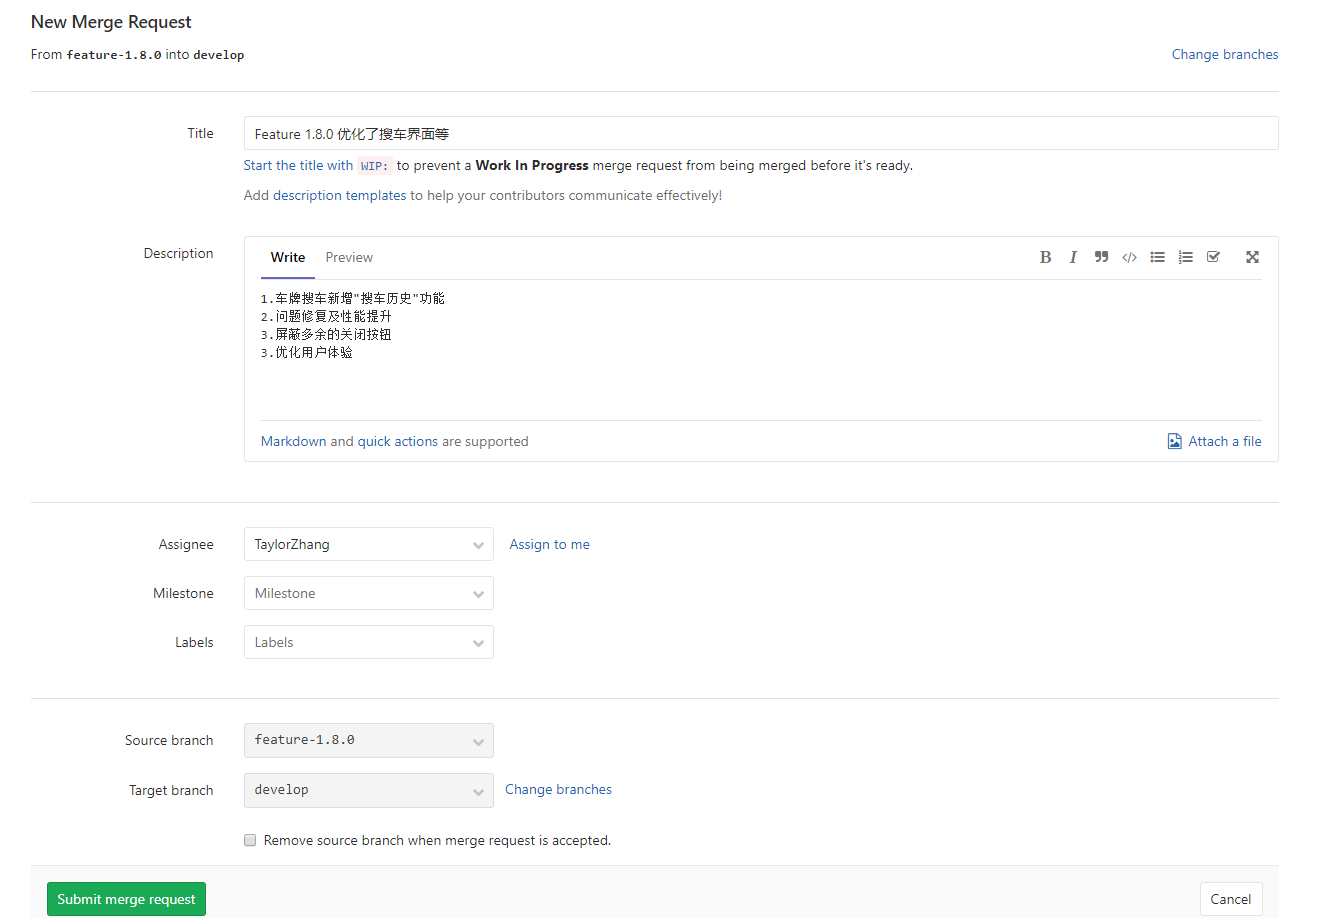 New Merge Request
From feature-1.8.0 into develop
Change branches
Title
Feature 1.8.0 优化了搜车界面等
Start the title with WIP: to prevent a Work In Progress merge request from being merged before it's ready.
Add description templates to help your contributors communicate effectively!
Description
Write
Preview
1.车牌搜车新增"搜车历史"功能
2.问题修复及性能提升
3.屏蔽多余的关闭按钮
3.优化用户体验
Markdown and quick actions are supported
Attach a file
Assignee
TaylorZhang
Assign to me
Milestone
Milestone
Labels
Labels
Source branch
feature-1.8.0
Target branch
develop
Change branches
Remove source branch when merge request is accepted.
Submit merge request
Cancel